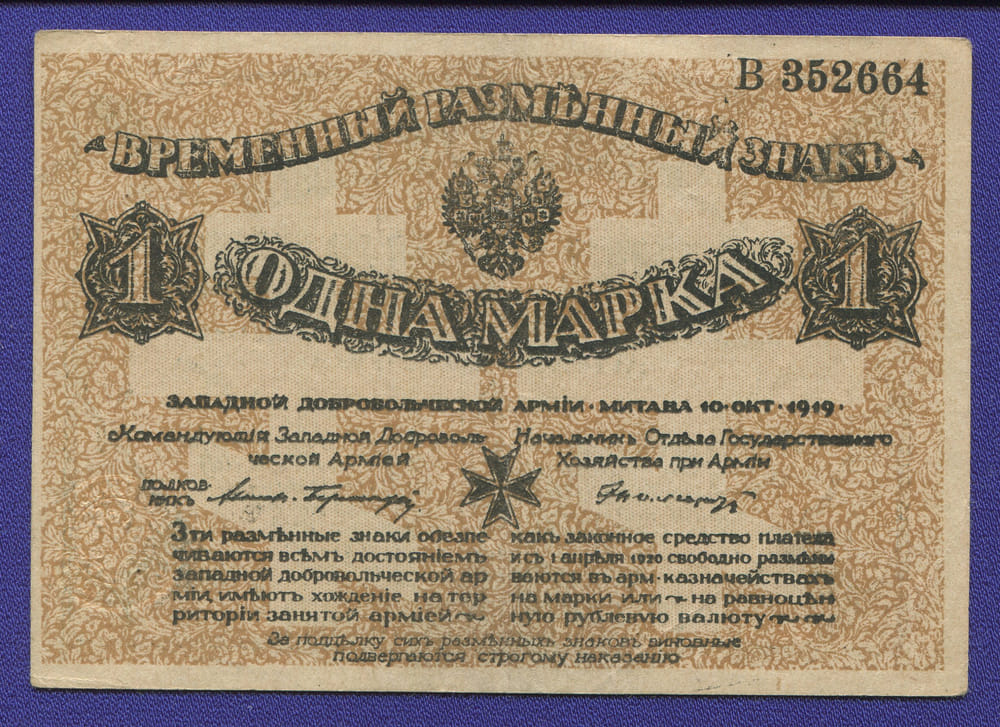 В 352664
ВРЕМЕННЫЙ РАЗМѢННЫЙ ЗНАКЪ
1 ОДНА МАРКА 1
ЗАПАДНОЙ ДОБРОВОЛЬЧЕСКОЙ АРМІИ · МИТАВА 10 · ОКТ · 1919 ·
Командующій Западной Доброволь-
ческой Арміей
Начальникъ Отдѣла Государственного
Хозяйства при Арміи
полков-
никъ
Эти размѣнные знаки обезпе
чиваются всѣмъ достояніемъ
западной добровольческой ар
міи, имѣютъ хожденіе на тер
риторіи занятой арміей
какъ законное средство платежа
и съ 1 апрѣля 1920 свободно размѣни
ваются въ арм · казначействахъ
на марки или на равноцѣн
ную рублевую валюту
За поддѣлку сихъ размѣнныхъ знаковъ виновные
подвергаются строгому наказанію